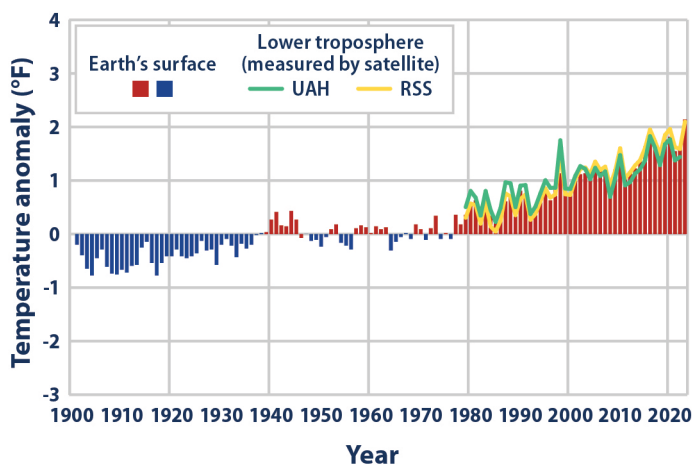 4
3
2
1
0
-1
-2
-3
Temperature anomaly (°F)
Earth's surface
Lower troposphere
(measured by satellite)
UAH
RSS
1900 1910 1920 1930 1940 1950 1960 1970 1980 1990 2000 2010 2020
Year